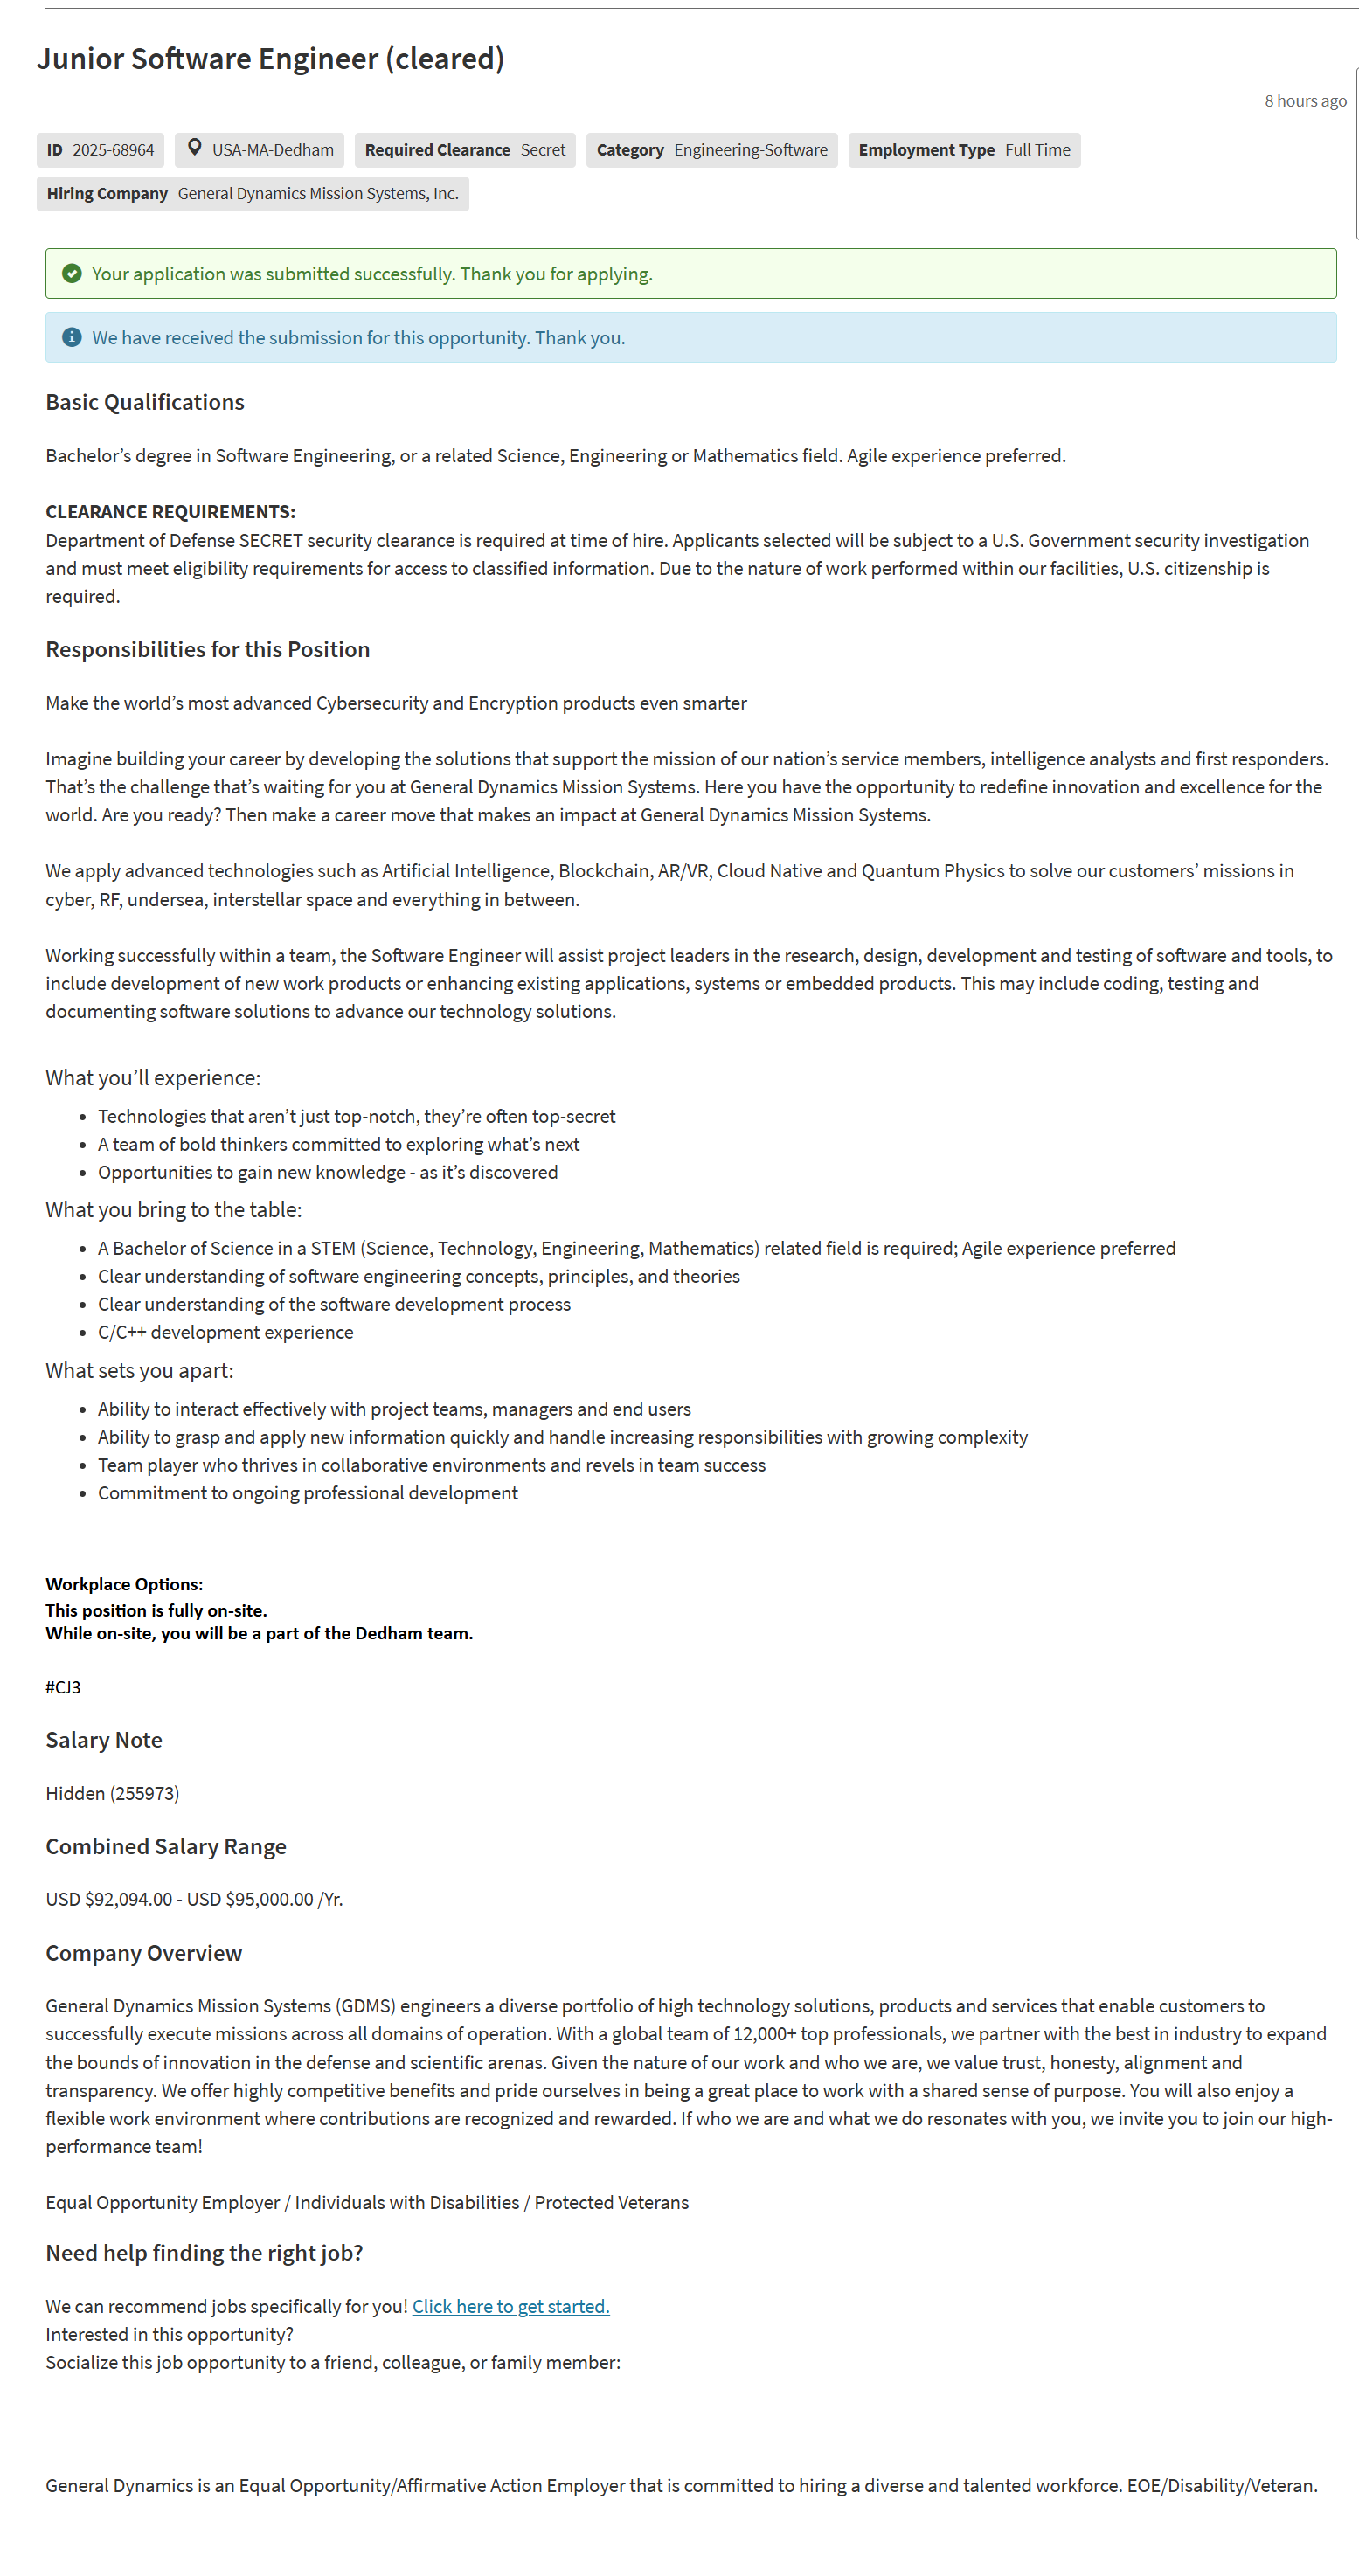 Junior Software Engineer (cleared)
8 hours ago
ID 2025-68964 USA-MA-Dedham Required Clearance Secret Category Engineering-Software Employment Type Full Time
Hiring Company General Dynamics Mission Systems, Inc.
Your application was submitted successfully. Thank you for applying.
We have received the submission for this opportunity. Thank you.
Basic Qualifications
Bachelor’s degree in Software Engineering, or a related Science, Engineering or Mathematics field. Agile experience preferred.
CLEARANCE REQUIREMENTS:
Department of Defense SECRET security clearance is required at time of hire. Applicants selected will be subject to a U.S. Government security investigation
and must meet eligibility requirements for access to classified information. Due to the nature of work performed within our facilities, U.S. citizenship is
required.
Responsibilities for this Position
Make the world’s most advanced Cybersecurity and Encryption products even smarter
Imagine building your career by developing the solutions that support the mission of our nation’s service members, intelligence analysts and first responders.
That’s the challenge that’s waiting for you at General Dynamics Mission Systems. Here you have the opportunity to redefine innovation and excellence for the
world. Are you ready? Then make a career move that makes an impact at General Dynamics Mission Systems.
We apply advanced technologies such as Artificial Intelligence, Blockchain, AR/VR, Cloud Native and Quantum Physics to solve our customers’ missions in
cyber, RF, undersea, interstellar space and everything in between.
Working successfully within a team, the Software Engineer will assist project leaders in the research, design, development and testing of software and tools, to
include development of new work products or enhancing existing applications, systems or embedded products. This may include coding, testing and
documenting software solutions to advance our technology solutions.
What you’ll experience:
• Technologies that aren’t just top-notch, they’re often top-secret
• A team of bold thinkers committed to exploring what’s next
• Opportunities to gain new knowledge - as it’s discovered
What you bring to the table:
• A Bachelor of Science in a STEM (Science, Technology, Engineering, Mathematics) related field is required; Agile experience preferred
• Clear understanding of software engineering concepts, principles, and theories
• Clear understanding of the software development process
• C/C++ development experience
What sets you apart:
• Ability to interact effectively with project teams, managers and end users
• Ability to grasp and apply new information quickly and handle increasing responsibilities with growing complexity
• Team player who thrives in collaborative environments and revels in team success
• Commitment to ongoing professional development
Workplace Options:
This position is fully on-site.
While on-site, you will be a part of the Dedham team.
#CJ3
Salary Note
Hidden (255973)
Combined Salary Range
USD $92,094.00 - USD $95,000.00 /Yr.
Company Overview
General Dynamics Mission Systems (GDMS) engineers a diverse portfolio of high technology solutions, products and services that enable customers to
successfully execute missions across all domains of operation. With a global team of 12,000+ top professionals, we partner with the best in industry to expand
the bounds of innovation in the defense and scientific arenas. Given the nature of our work and who we are, we value trust, honesty, alignment and
transparency. We offer highly competitive benefits and pride ourselves in being a great place to work with a shared sense of purpose. You will also enjoy a
flexible work environment where contributions are recognized and rewarded. If who we are and what we do resonates with you, we invite you to join our high-
performance team!
Equal Opportunity Employer / Individuals with Disabilities / Protected Veterans
Need help finding the right job?
We can recommend jobs specifically for you! Click here to get started.
Interested in this opportunity?
Socialize this job opportunity to a friend, colleague, or family member:
General Dynamics is an Equal Opportunity/Affirmative Action Employer that is committed to hiring a diverse and talented workforce. EOE/Disability/Veteran.